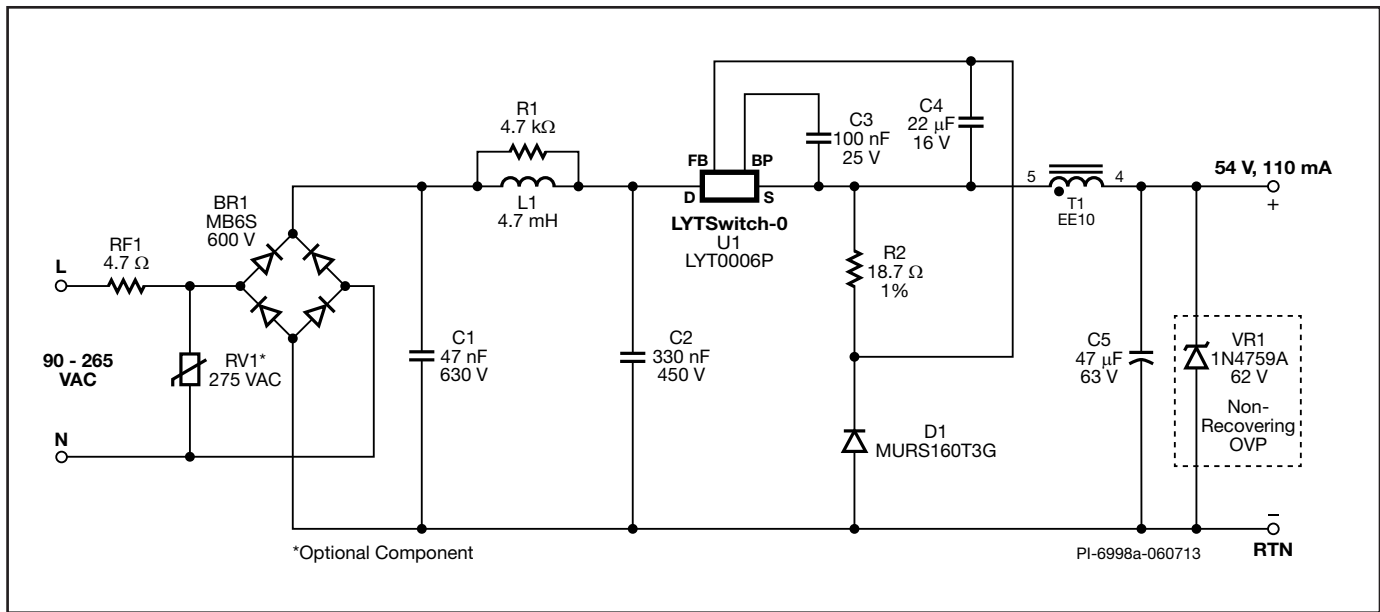 R1
4.7 kΩ
L1
4.7 mH
BR1
MB6S
600 V
RF1
4.7 Ω
L
90 - 265
VAC
N
RV1*
275 VAC
C1
47 nF
630 V
C2
330 nF
450 V
FB
BP
D
S
LYTSwitch-0
U1
LYT0006P
C3
100 nF
25 V
C4
22 µF
16 V
R2
18.7 Ω
1%
D1
MURS160T3G
5
4
T1
EE10
54 V, 110 mA
+
C5
47 µF
63 V
VR1
1N4759A
62 V
Non-
Recovering
OVP
–
RTN
*Optional Component
PI-6998a-060713